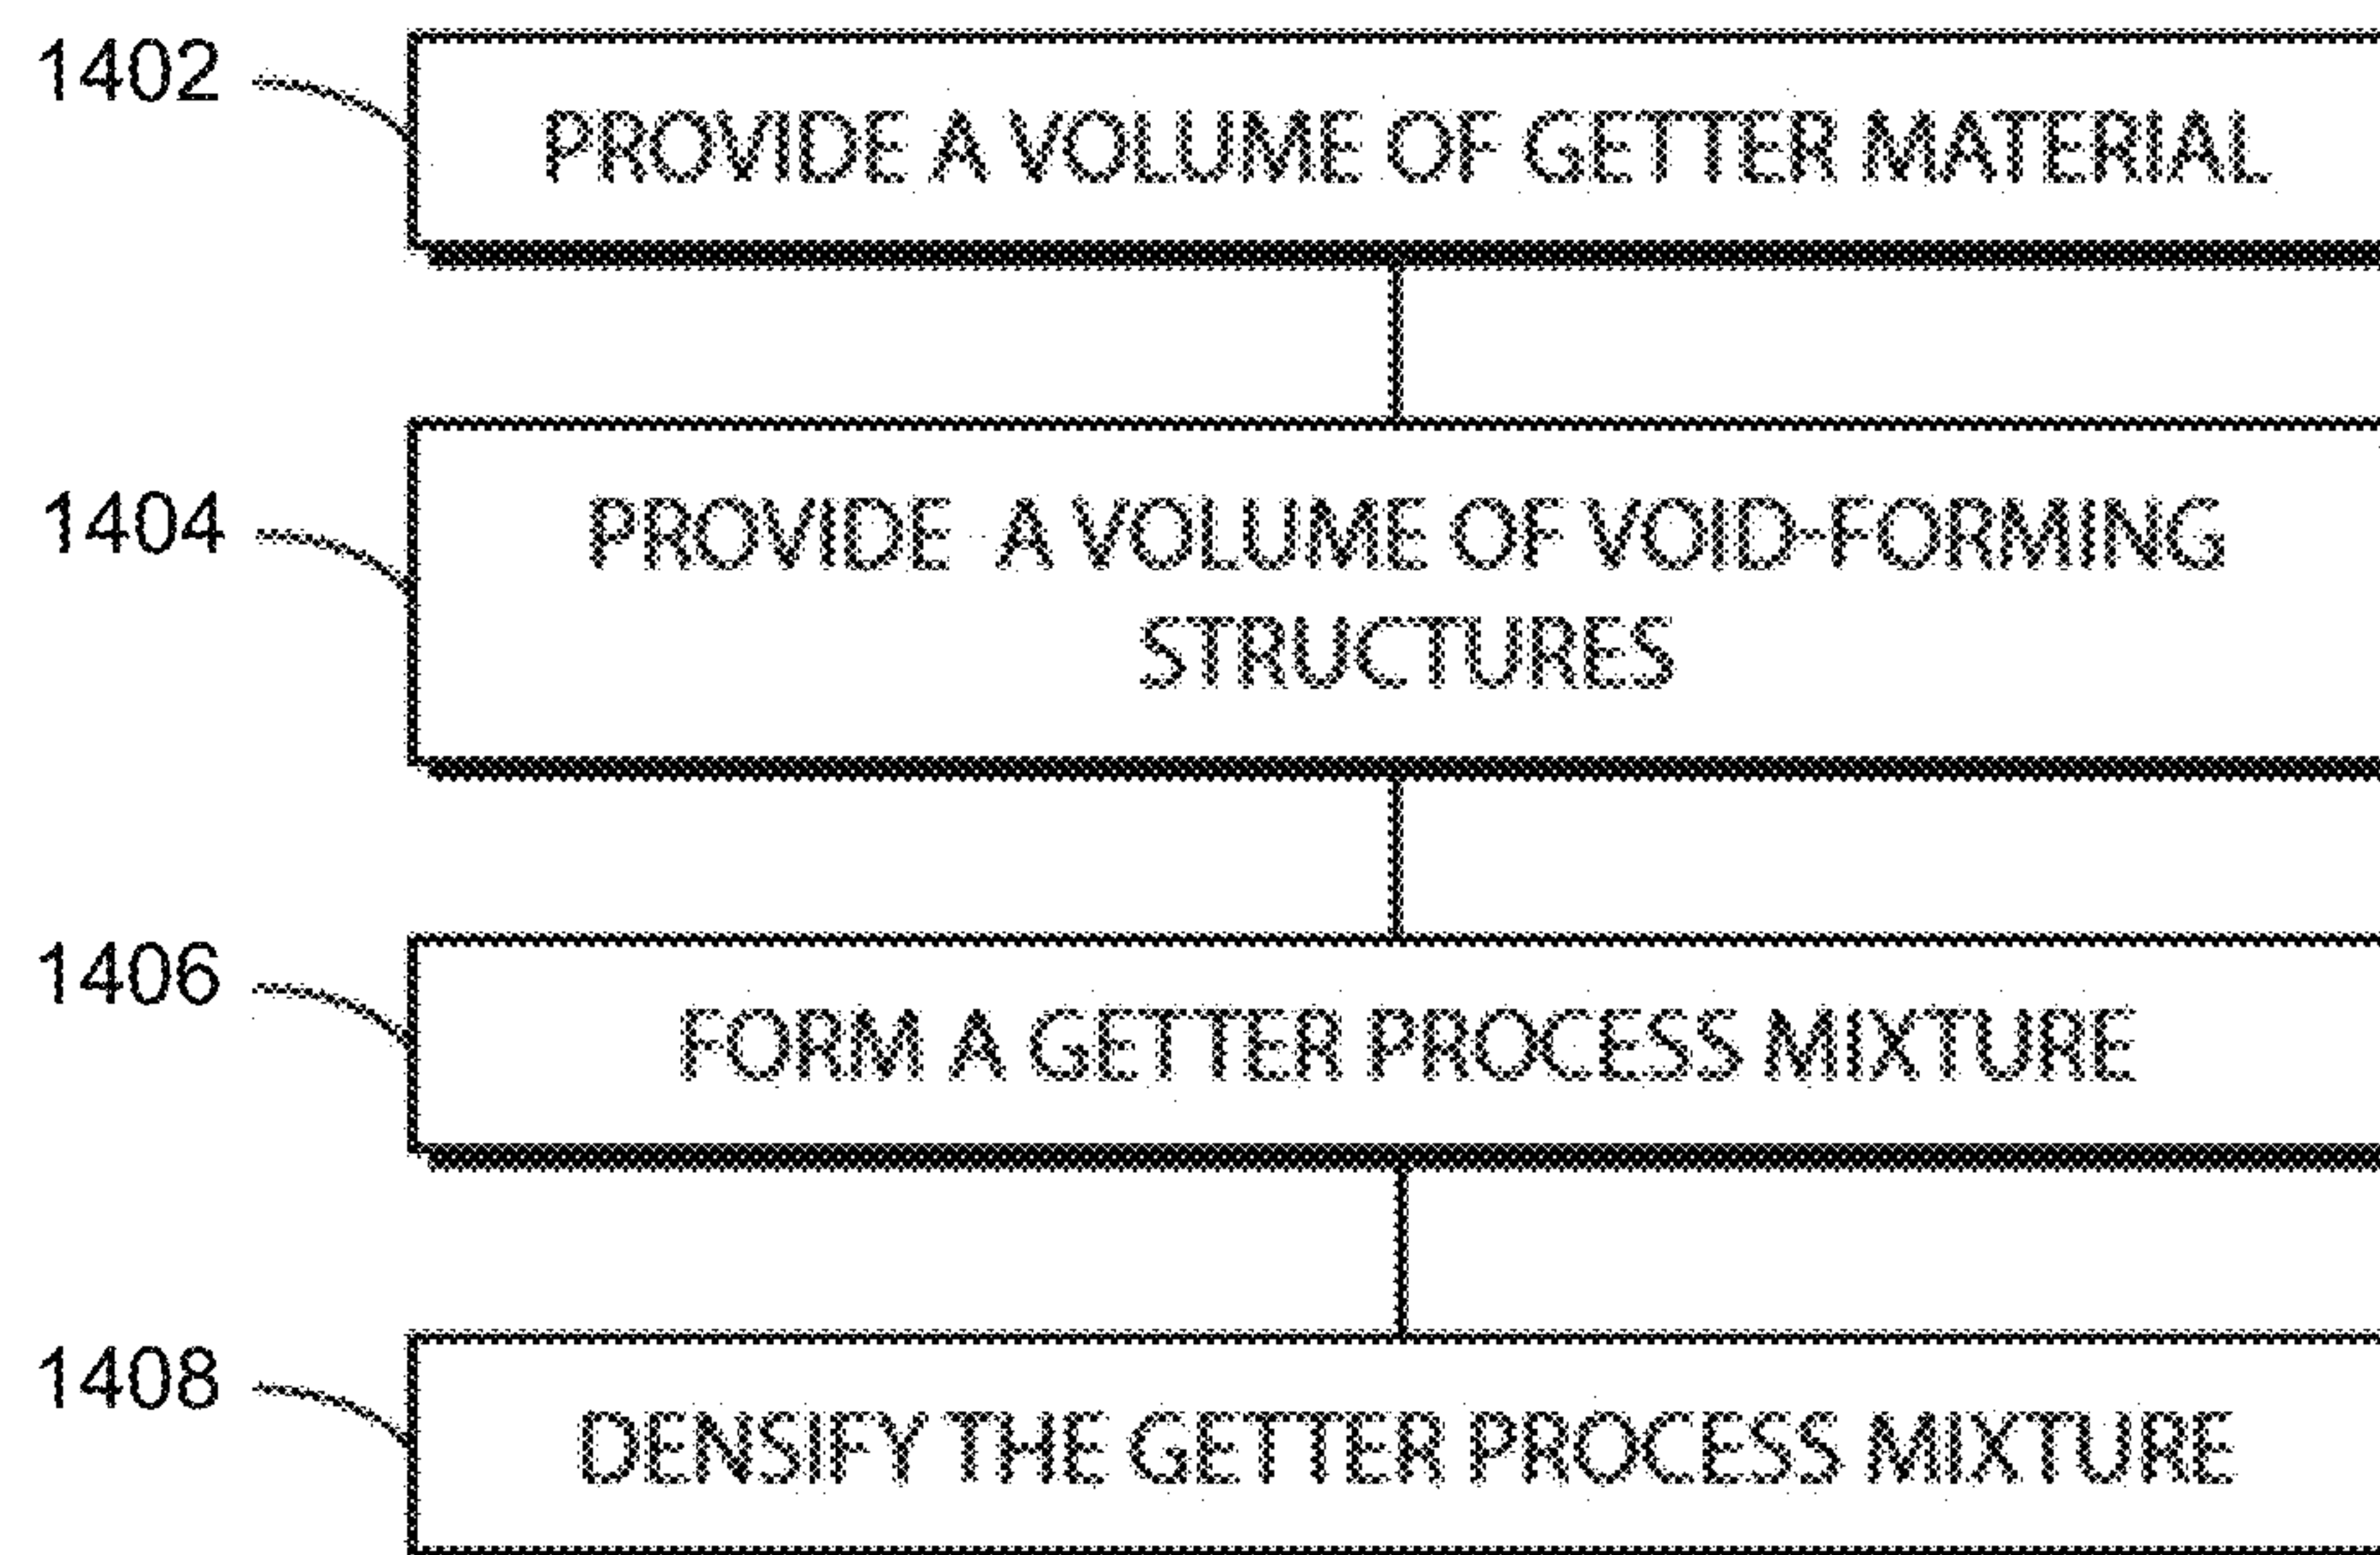 1402
PROVIDE A VOLUME OF GETTER MATERIAL
1404
PROVIDE A VOLUME OF VOID-FORMING
STRUCTURES
1406
FORM A GETTER PROCESS MIXTURE
1408
DENSIFY THE GETTER PROCESS MIXTURE